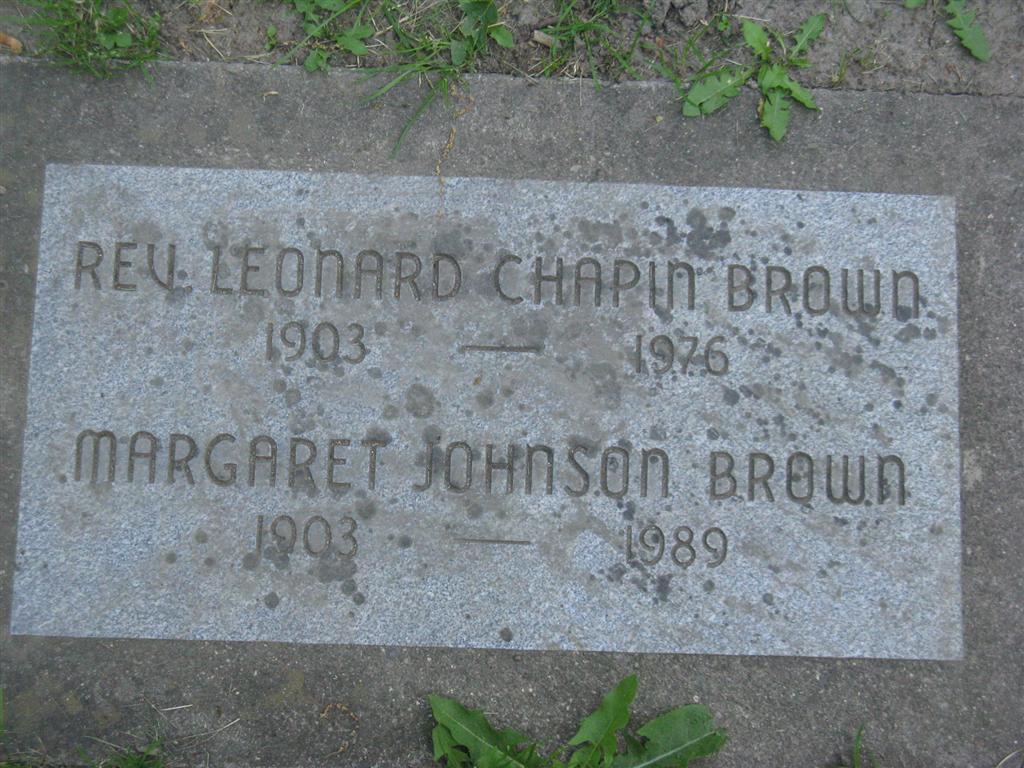 REV. LEONARD CHAPIN BROWN
1903 — 1976
MARGARET JOHNSON BROWN
1903 — 1989